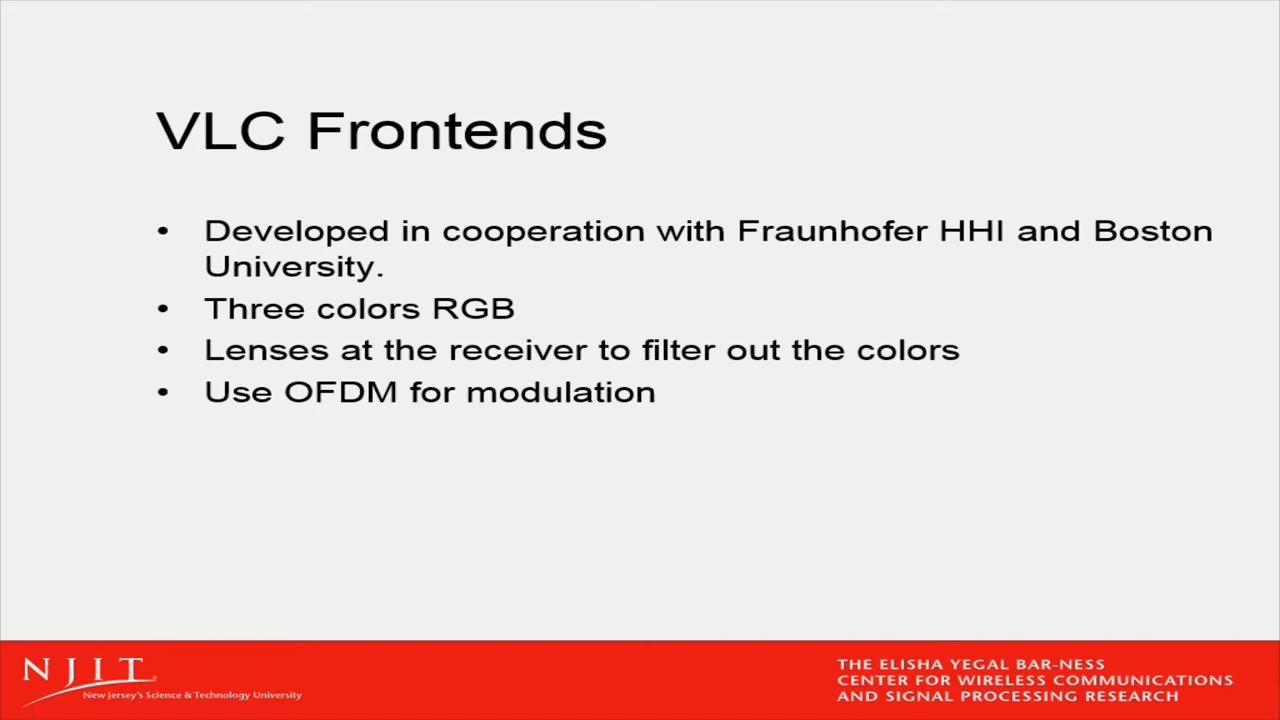 VLC Frontends
• Developed in cooperation with Fraunhofer HHI and Boston
University.
• Three colors RGB
• Lenses at the receiver to filter out the colors
• Use OFDM for modulation
NJIT
New Jersey's Science & Technology University
THE ELISHA YEGAL BAR-NESS
CENTER FOR WIRELESS COMMUNICATIONS
AND SIGNAL PROCESSING RESEARCH